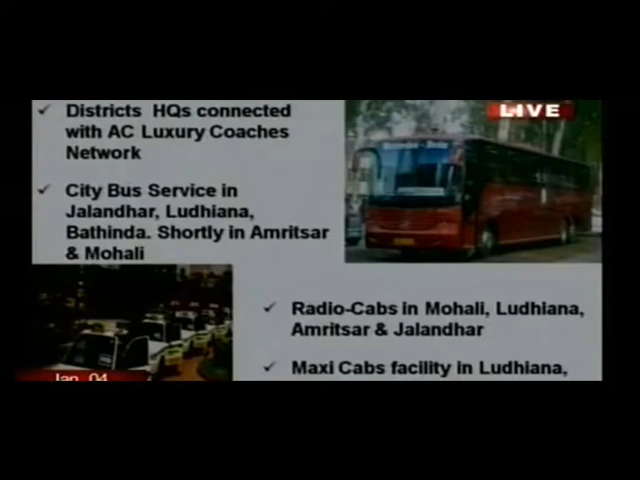 LIVE
✓ Districts HQs connected
with AC Luxury Coaches
Network
✓ City Bus Service in
Jalandhar, Ludhiana,
Bathinda. Shortly in Amritsar
& Mohali
✓ Radio-Cabs in Mohali, Ludhiana,
Amritsar & Jalandhar
✓ Maxi Cabs facility in Ludhiana,
Jan 04